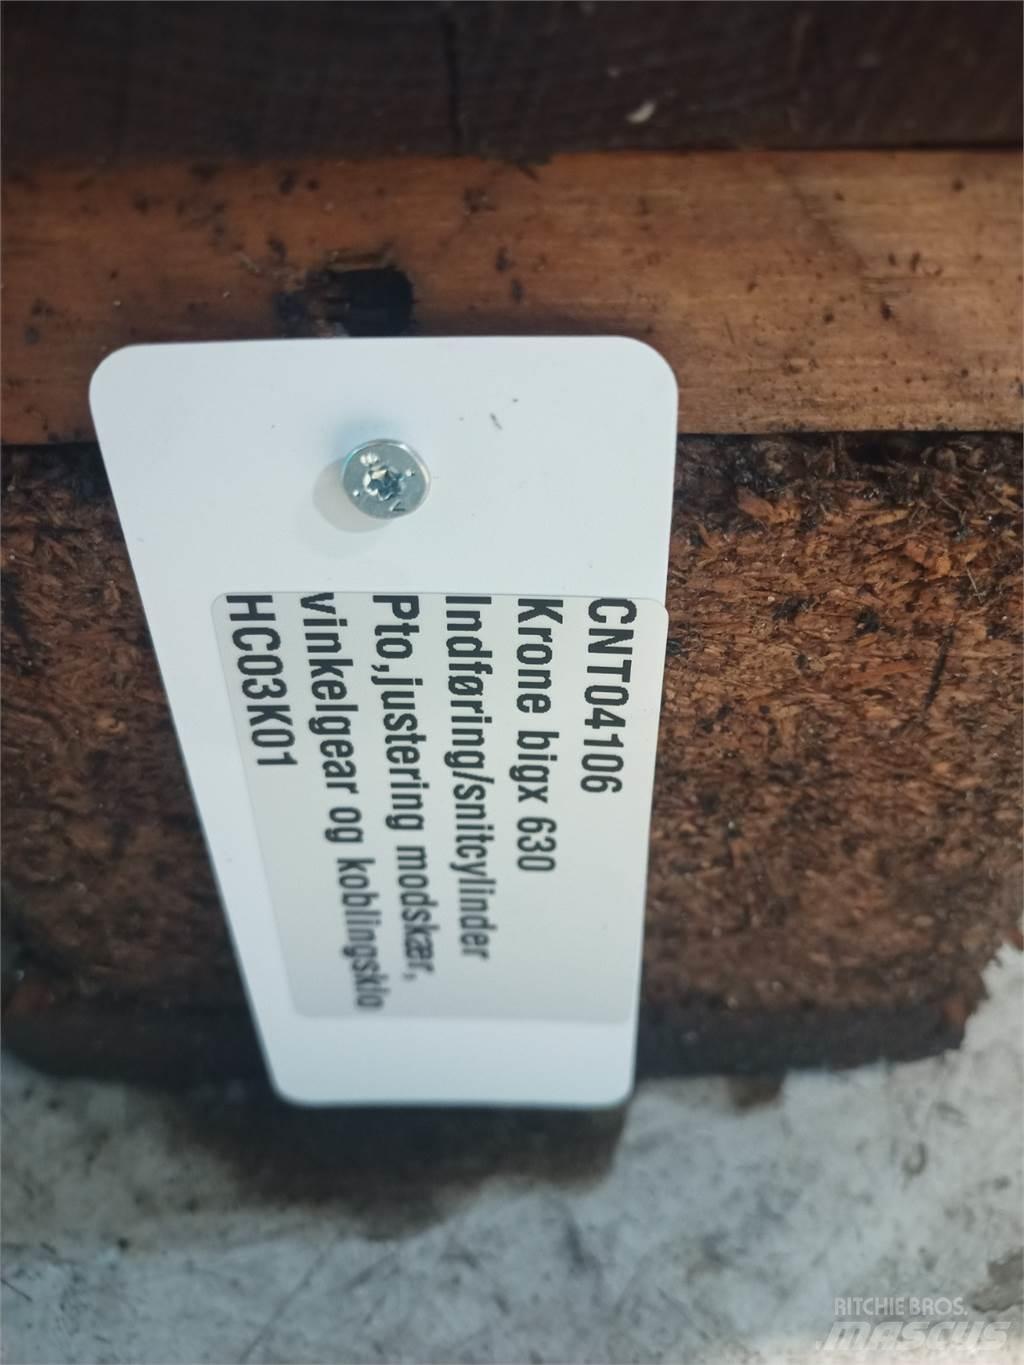 CNT04106
Krone bigx 630
Indføring/snitcylinder
Pto,justering modskær,
vinkelgear og koblingsklo
HC03K01
RITCHIE BROS.
MASCUS